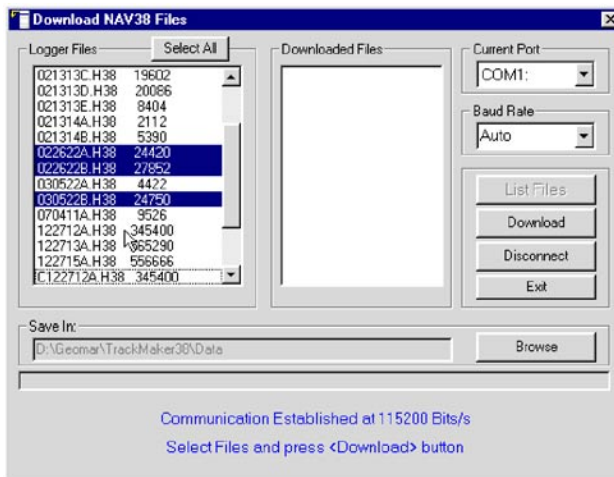 Download NAV38 Files
Logger Files
Select All
021313C.H38 19602
021313D.H38 20086
021313E.H38 8404
021314A.H38 2112
021314B.H38 5390
022622A.H38 24420
022622B.H38 27852
030522A.H38 4422
030522B.H38 24750
070411A.H38 9526
122712A.H38 345400
122713A.H38 565290
122715A.H38 556666
C122712A.H38 345400
Downloaded Files
Current Port
COM1:
Baud Rate
Auto
List Files
Download
Disconnect
Exit
Save In:
D:\Geomar\TrackMaker38\Data
Browse
Communication Established at 115200 Bits/s
Select Files and press <Download> button